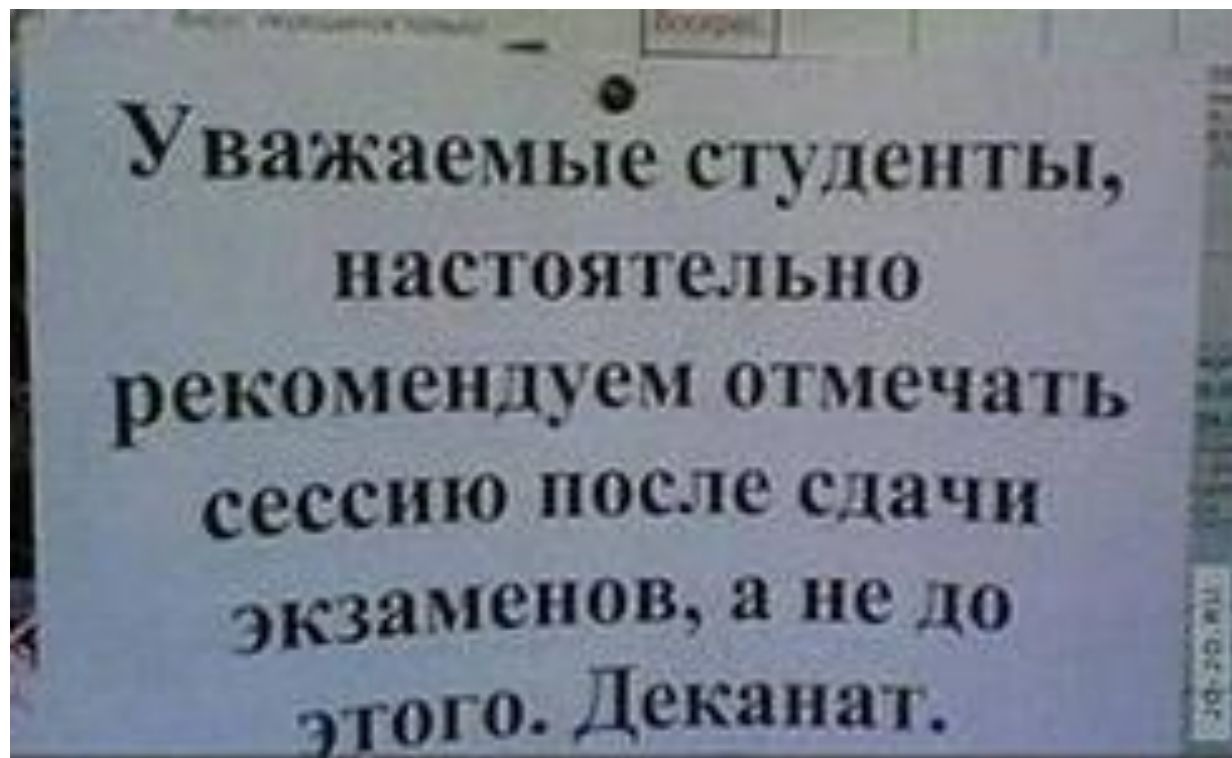 Уважаемые студенты,
настоятельно
рекомендуем отмечать
сессию после сдачи
экзаменов, а не до
этого. Деканат.